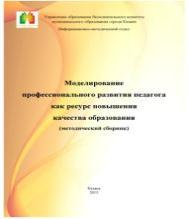 Управление образования Исполнительного комитета
муниципального образования города Казани
Информационно-методический отдел
Моделирование
профессионального развития педагога
как ресурс повышения
качества образования
(методический сборник)
Казань